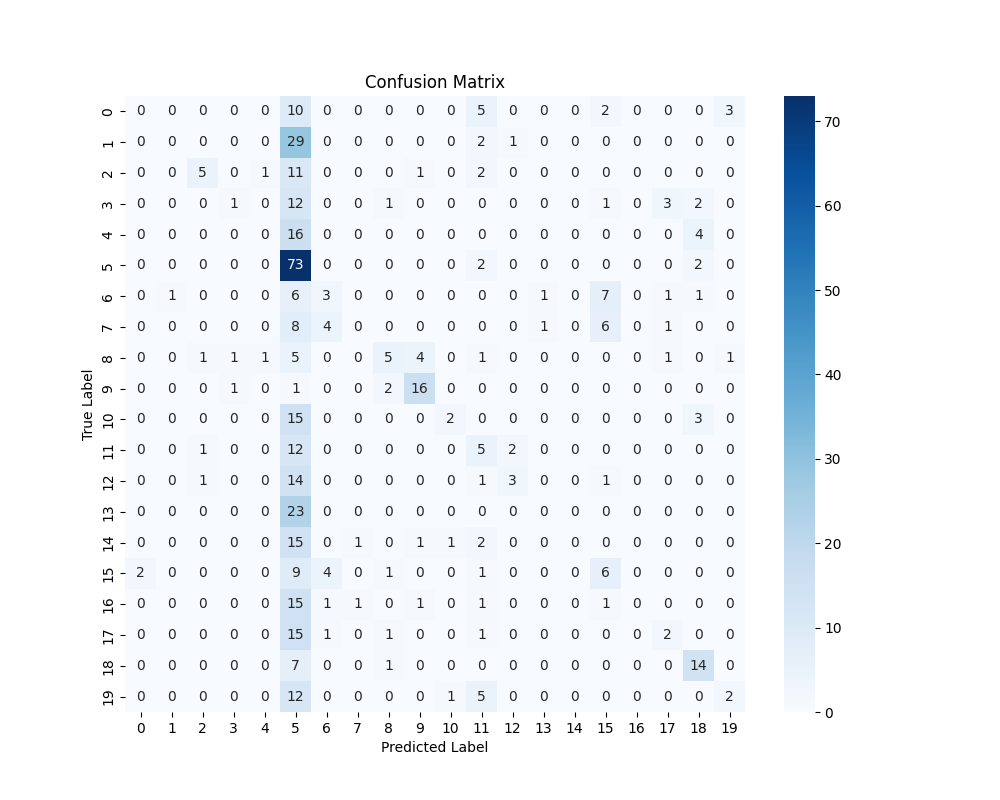 Confusion Matrix
0 0 0 0 0 10 0 0 0 0 0 5 0 0 0 2 0 0 0 3
1 0 0 0 0 0 29 0 0 0 0 0 2 1 0 0 0 0 0 0 0
2 0 0 5 0 1 11 0 0 0 1 0 2 0 0 0 0 0 0 0 0
3 0 0 0 1 0 12 0 0 1 0 0 0 0 0 0 1 0 3 2 0
4 0 0 0 0 0 16 0 0 0 0 0 0 0 0 0 0 0 0 4 0
5 0 0 0 0 0 73 0 0 0 0 0 2 0 0 0 0 0 0 2 0
6 0 1 0 0 0 6 3 0 0 0 0 0 0 1 0 7 0 1 1 0
7 0 0 0 0 0 8 4 0 0 0 0 0 0 1 0 6 0 1 0 0
8 0 0 1 1 1 5 0 0 5 4 0 1 0 0 0 0 0 1 0 1
9 0 0 0 1 0 1 0 0 2 16 0 0 0 0 0 0 0 0 0 0
10 0 0 0 0 0 15 0 0 0 0 2 0 0 0 0 0 0 0 3 0
11 0 0 1 0 0 12 0 0 0 0 0 5 2 0 0 0 0 0 0 0
12 0 0 1 0 0 14 0 0 0 0 0 1 3 0 0 1 0 0 0 0
13 0 0 0 0 0 23 0 0 0 0 0 0 0 0 0 0 0 0 0 0
14 0 0 0 0 0 15 0 1 0 1 1 2 0 0 0 0 0 0 0 0
15 2 0 0 0 0 9 4 0 1 0 0 1 0 0 0 6 0 0 0 0
16 0 0 0 0 0 15 1 1 0 1 0 1 0 0 0 1 0 0 0 0
17 0 0 0 0 0 15 1 0 1 0 0 1 0 0 0 0 0 2 0 0
18 0 0 0 0 0 7 0 0 1 0 0 0 0 0 0 0 0 0 14 0
19 0 0 0 0 0 12 0 0 0 0 1 5 0 0 0 0 0 0 0 2
0 1 2 3 4 5 6 7 8 9 10 11 12 13 14 15 16 17 18 19
Predicted Label
True Label
70
60
50
40
30
20
10
0